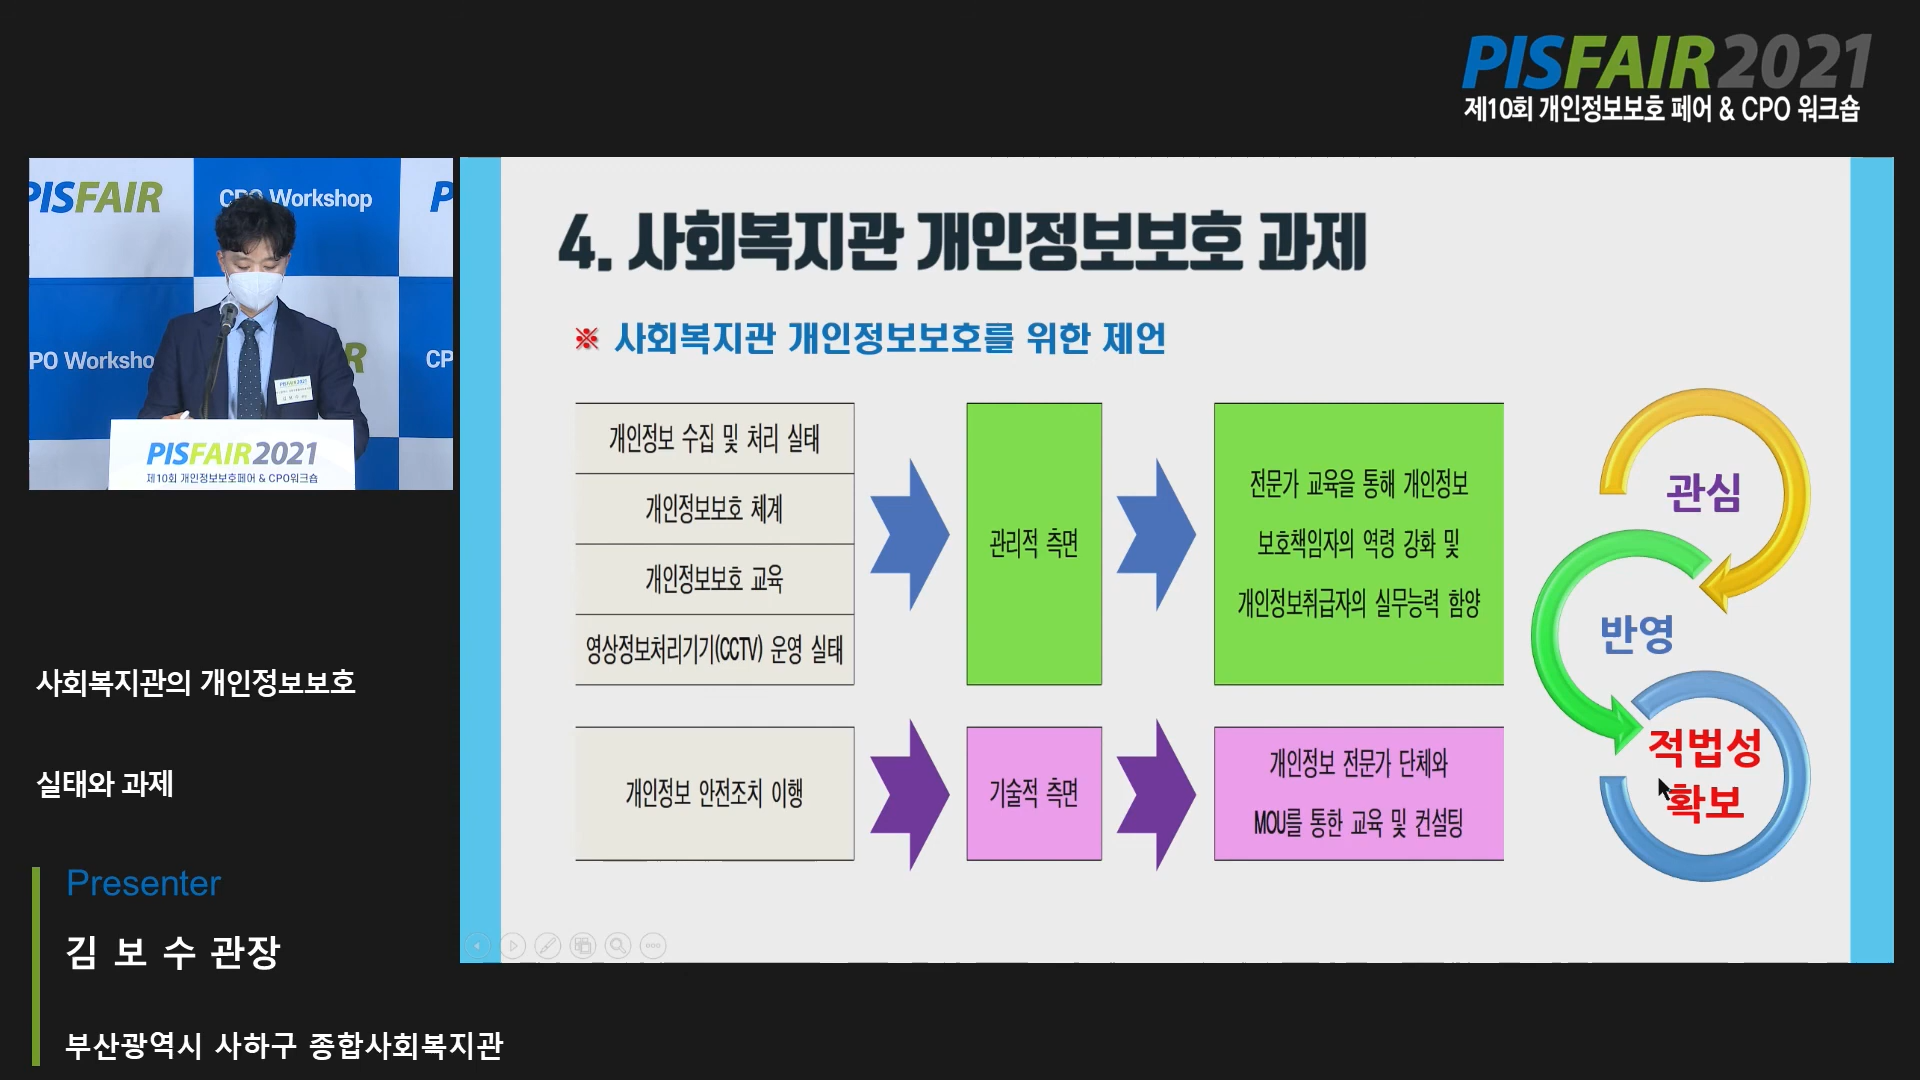 PISFAIR 2021
제10회 개인정보보호 페어 & CPO 워크숍
PISFAIR
CPO Workshop
P
PO Worksho
R
CP
PISFAIR2021
PISFAIR 2021
제10회 개인정보보호페어 & CPO워크숍
4. 사회복지관 개인정보보호 과제
※ 사회복지관 개인정보보호를 위한 제언
개인정보 수집 및 처리 실태
개인정보보호 체계
개인정보보호 교육
영상정보처리기기(CCTV) 운영 실태
관리적 측면
전문가 교육을 통해 개인정보
보호책임자의 역령 강화 및
개인정보취급자의 실무능력 함양
개인정보 안전조치 이행
기술적 측면
개인정보 전문가 단체와
MOU를 통한 교육 및 컨설팅
관심
반영
적법성
확보
사회복지관의 개인정보보호
실태와 과제
Presenter
김 보 수 관장
부산광역시 사하구 종합사회복지관